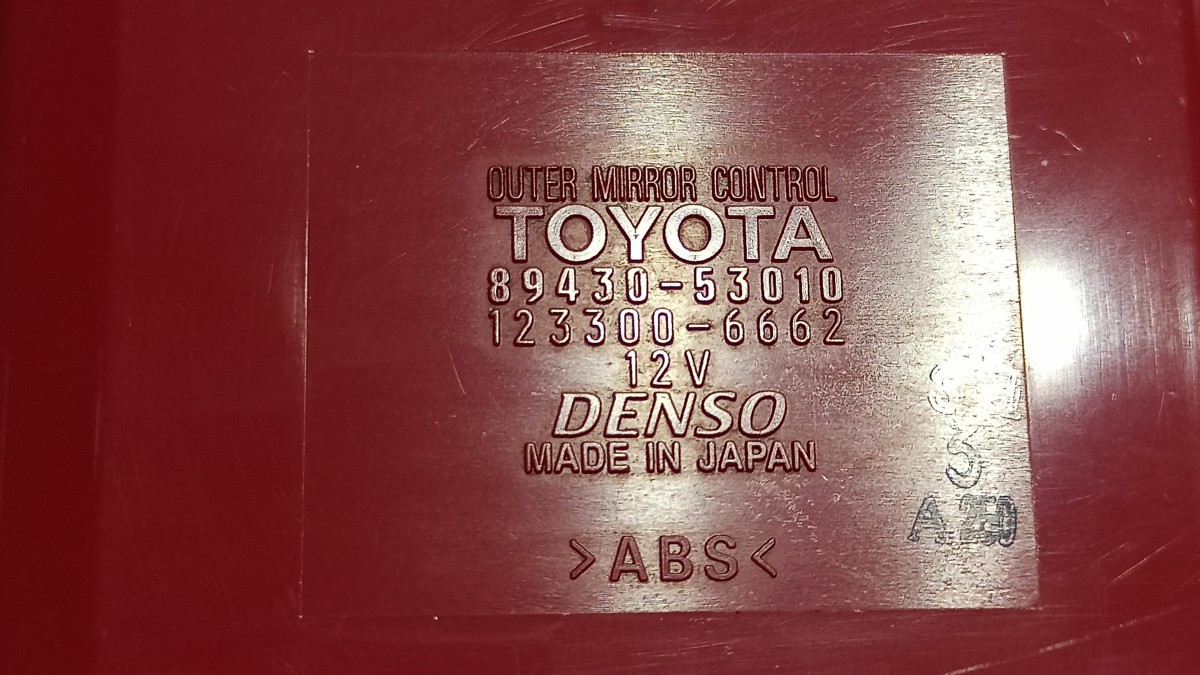 OUTER MIRROR CONTROL
TOYOTA
89430-53010
123300-6662
12V
DENSO
MADE IN JAPAN
>ABS<